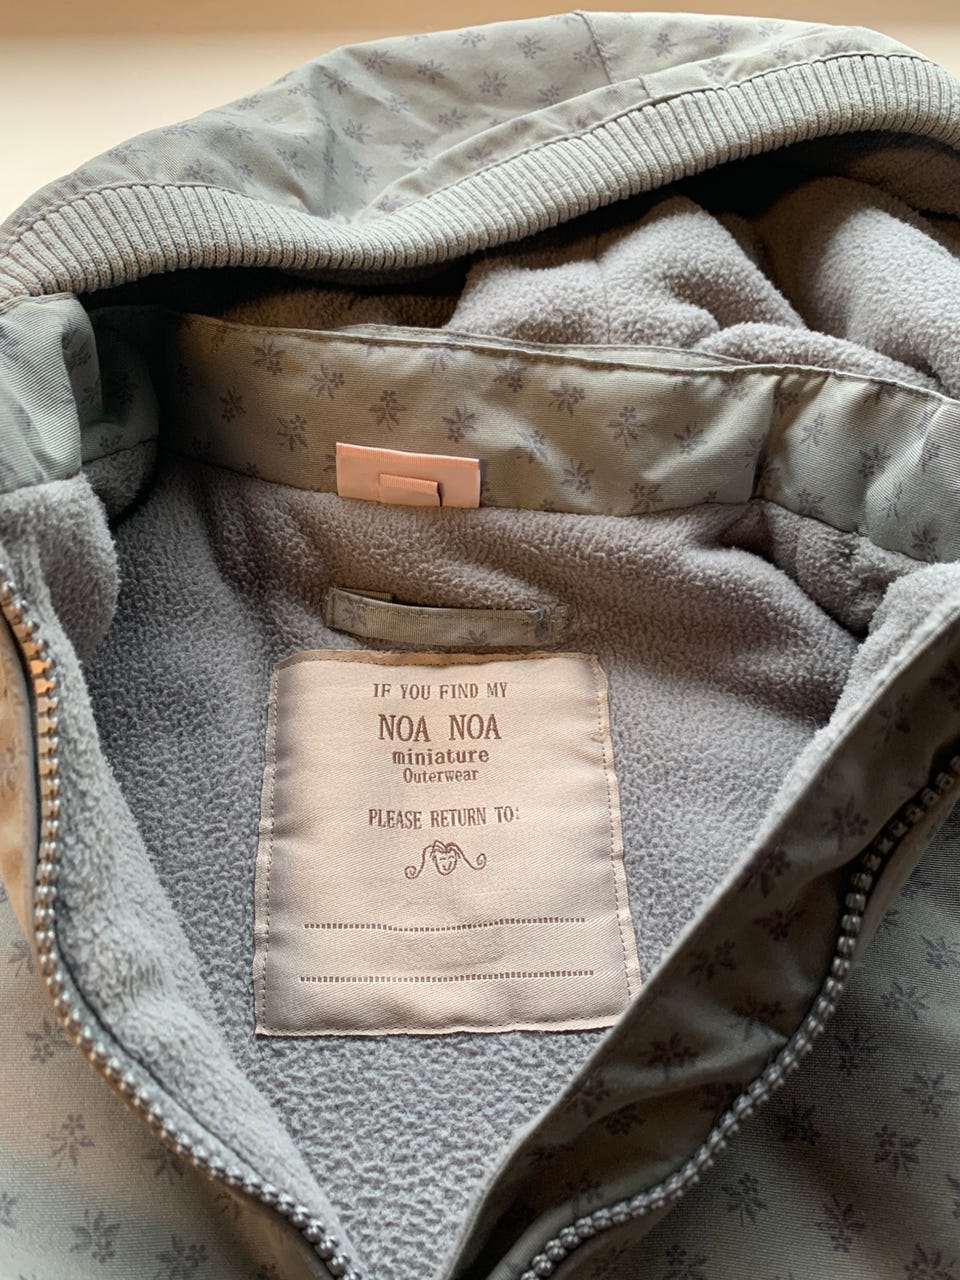 IF YOU FIND MY
NOA NOA
miniature
Outerwear
PLEASE RETURN TO: